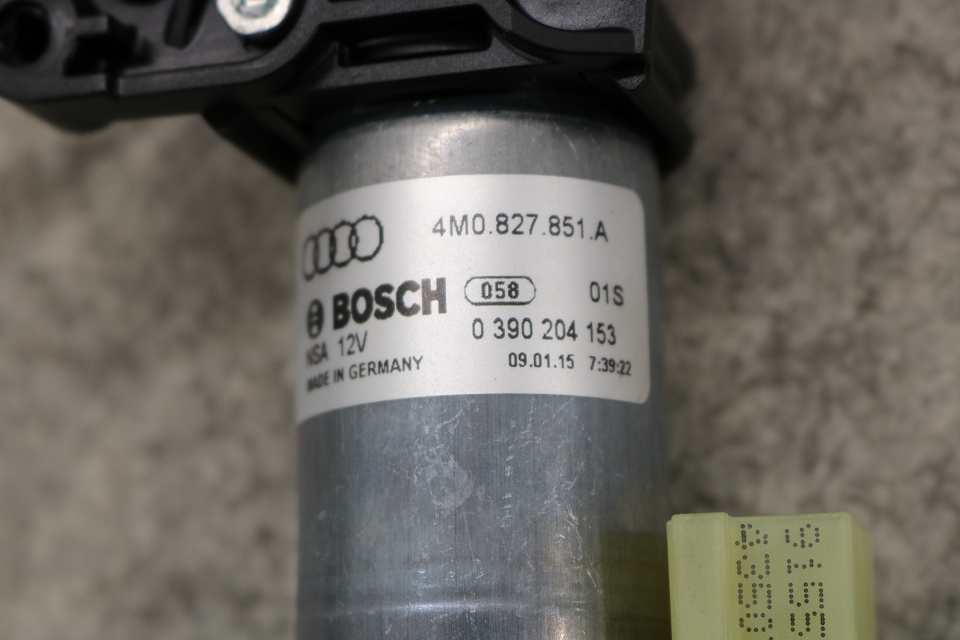 4M0.827.851.A
BOSCH 058 01S
0 390 204 153
NSA 12V
MADE IN GERMANY
09.01.15 7:39:22